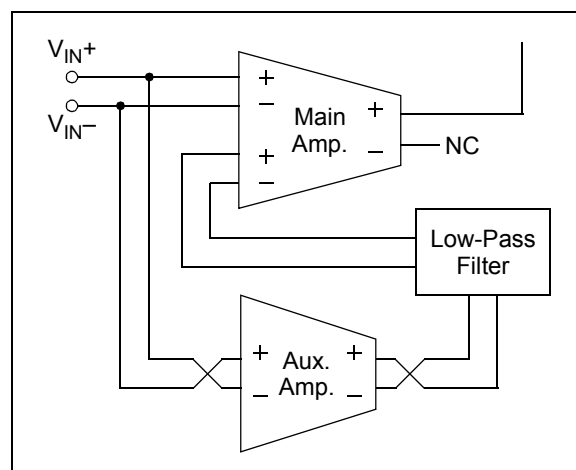 V_IN+
V_IN–
+
–
+
–
Main
Amp.
+
–
NC
Low-Pass
Filter
+
–
Aux.
Amp.
+
–